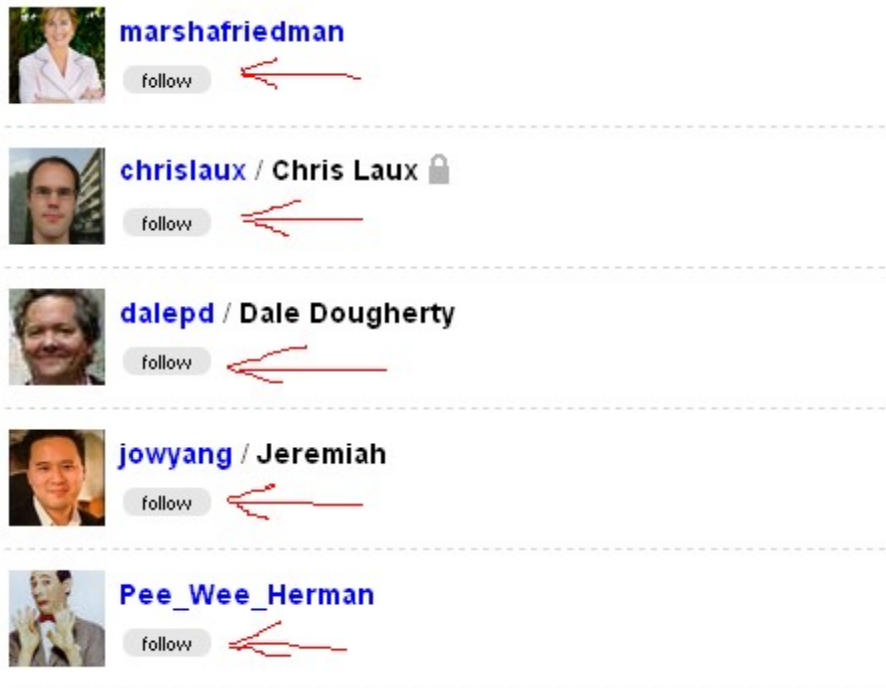 marshafriedman
follow
chrislaux / Chris Laux
follow
dalepd / Dale Dougherty
follow
jowyang / Jeremiah
follow
Pee_Wee_Herman
follow